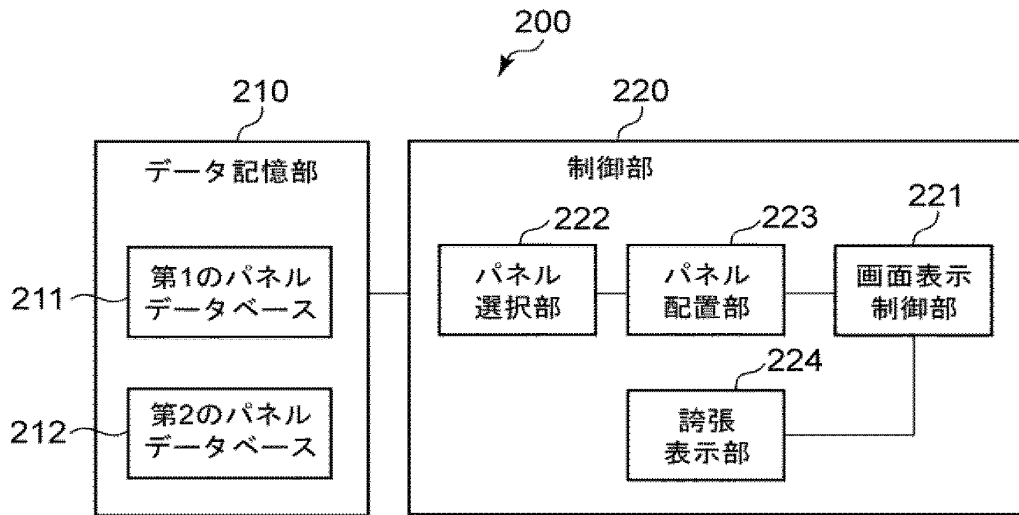 200
210
220
データ記憶部
制御部
222
223
221
第1のパネル
データベース
211
パネル
選択部
パネル
配置部
画面表示
制御部
224
第2のパネル
データベース
212
誇張
表示部